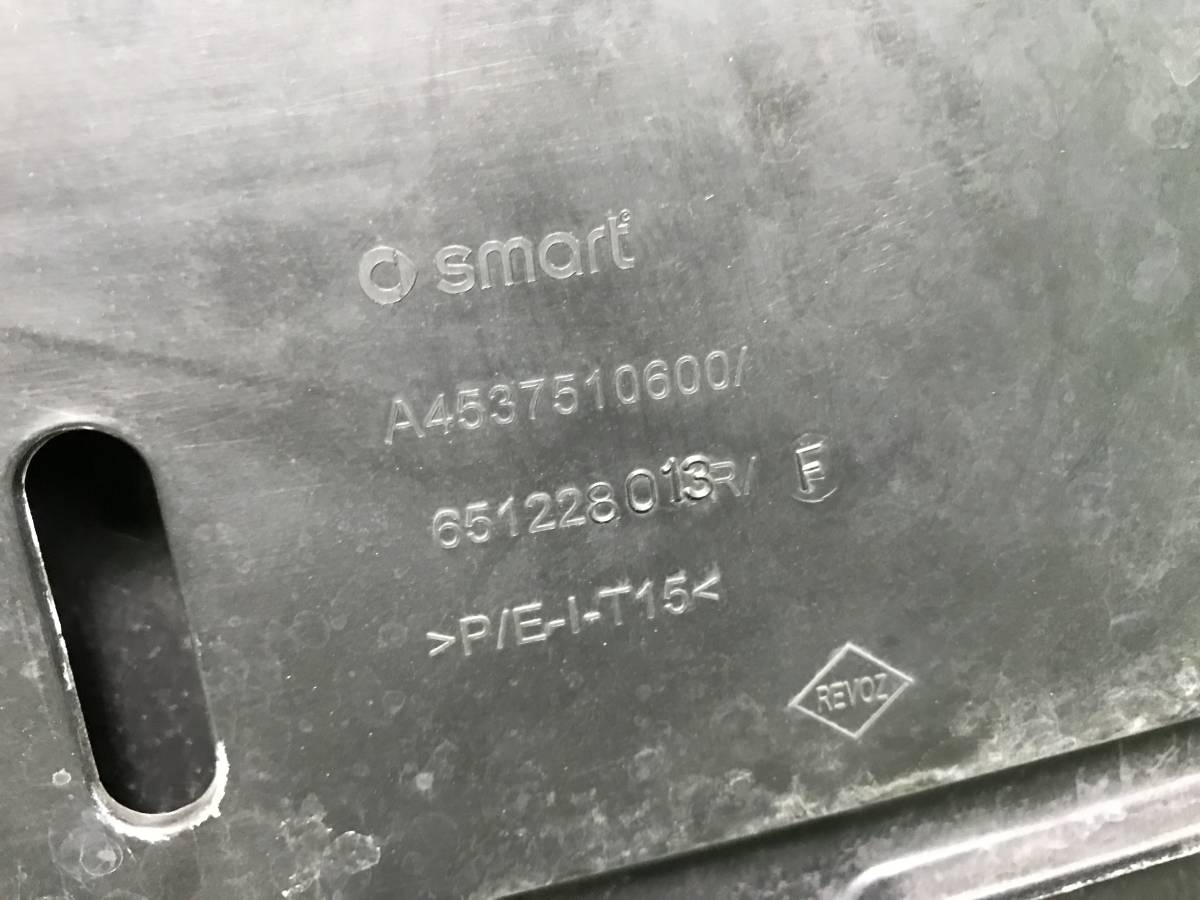 smart
A4537510600/
651228013R/ F
>P/E-I-T15<
REVOZ